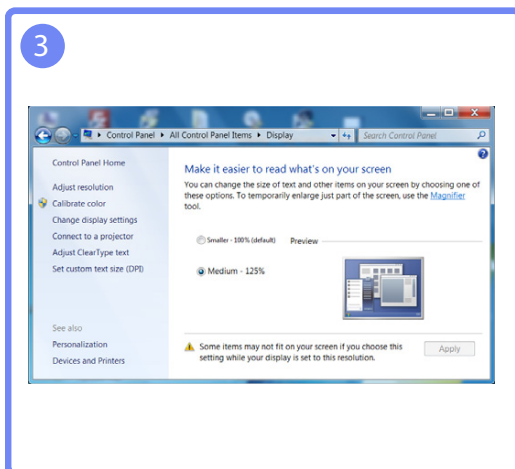 3
Control Panel ▸ All Control Panel Items ▸ Display
Search Control Panel
Control Panel Home
Adjust resolution
Calibrate color
Change display settings
Connect to a projector
Adjust ClearType text
Set custom text size (DPI)
See also
Personalization
Devices and Printers
Make it easier to read what's on your screen
You can change the size of text and other items on your screen by choosing one of
these options. To temporarily enlarge just part of the screen, use the Magnifier
tool.
Smaller - 100% (default) Preview
Medium - 125%
Some items may not fit on your screen if you choose this
setting while your display is set to this resolution.
Apply